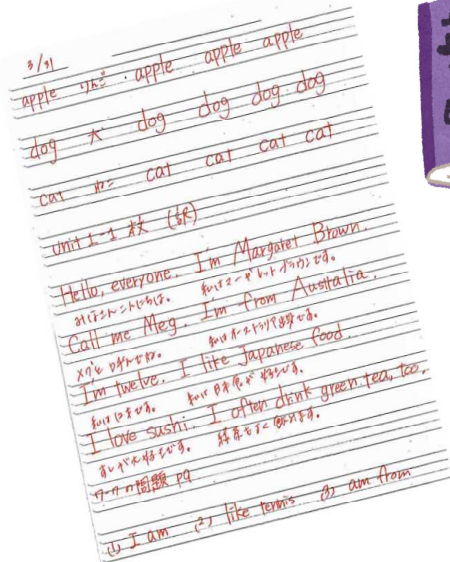 3/31
apple りんご apple apple apple
dog 犬 dog dog dog dog
cat ねこ cat cat cat cat
Unit 1-1 本文 (訳)
Hello, everyone. I'm Margaret Brown.
みなさんこんにちは。 私はマーガレットブラウンです。
Call me Meg. I'm from Australia.
メグと呼んでね。 私はオーストラリア出身です。
I'm twelve. I like Japanese food.
私は12才です。 私は日本食が好きです。
I love sushi. I often drink green tea, too.
すしが大好きです。 緑茶もよく飲みます。
ワークの問題 P9
(1) I am (2) like tennis (3) am from